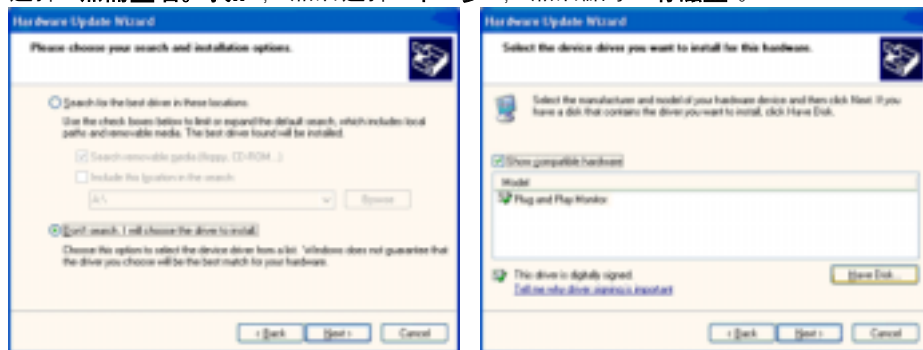 Hardware Update Wizard
Please choose your search and installation options.
Search for the best driver in these locations.
Use the check boxes below to limit or expand the default search, which includes local
paths and removable media. The best driver found will be installed.
Search removable media (floppy, CD-ROM...)
Include this location in the search:
A:\
Browse
Don't search. I will choose the driver to install.
Choose this option to select the device driver from a list. Windows does not guarantee that
the driver you choose will be the best match for your hardware.
< Back Next > Cancel
Hardware Update Wizard
Select the device driver you want to install for this hardware.
Select the manufacturer and model of your hardware device and then click Next. If you
have a disk that contains the driver you want to install, click Have Disk.
Show compatible hardware
Model
Plug and Play Monitor
This driver is digitally signed.
Tell me why driver signing is important
Have Disk...
< Back Next > Cancel